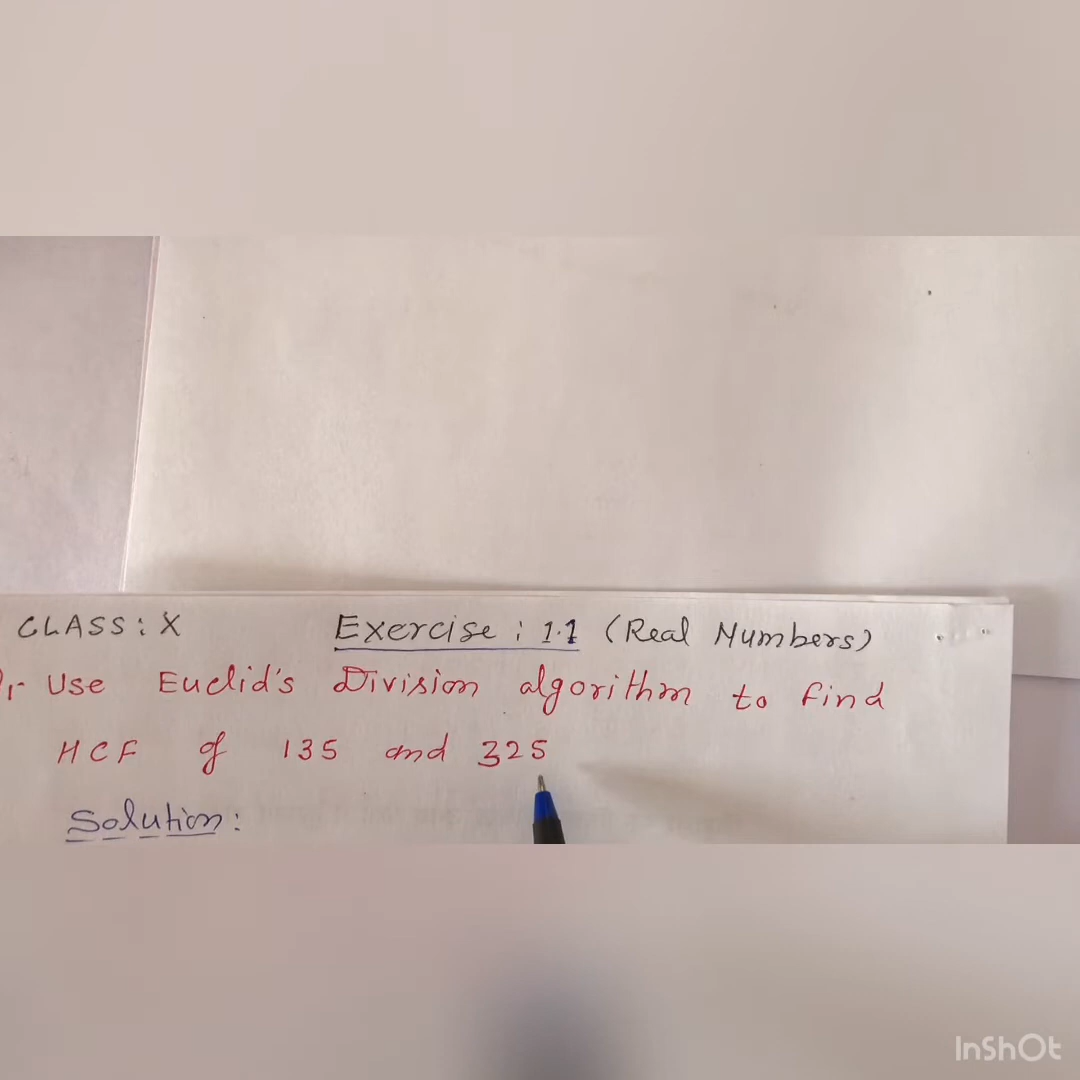 CLASS: X Exercise: 1.1 (Real Numbers)
Use Euclid's Division algorithm to find
HCF of 135 and 325
Solution:
InShOt